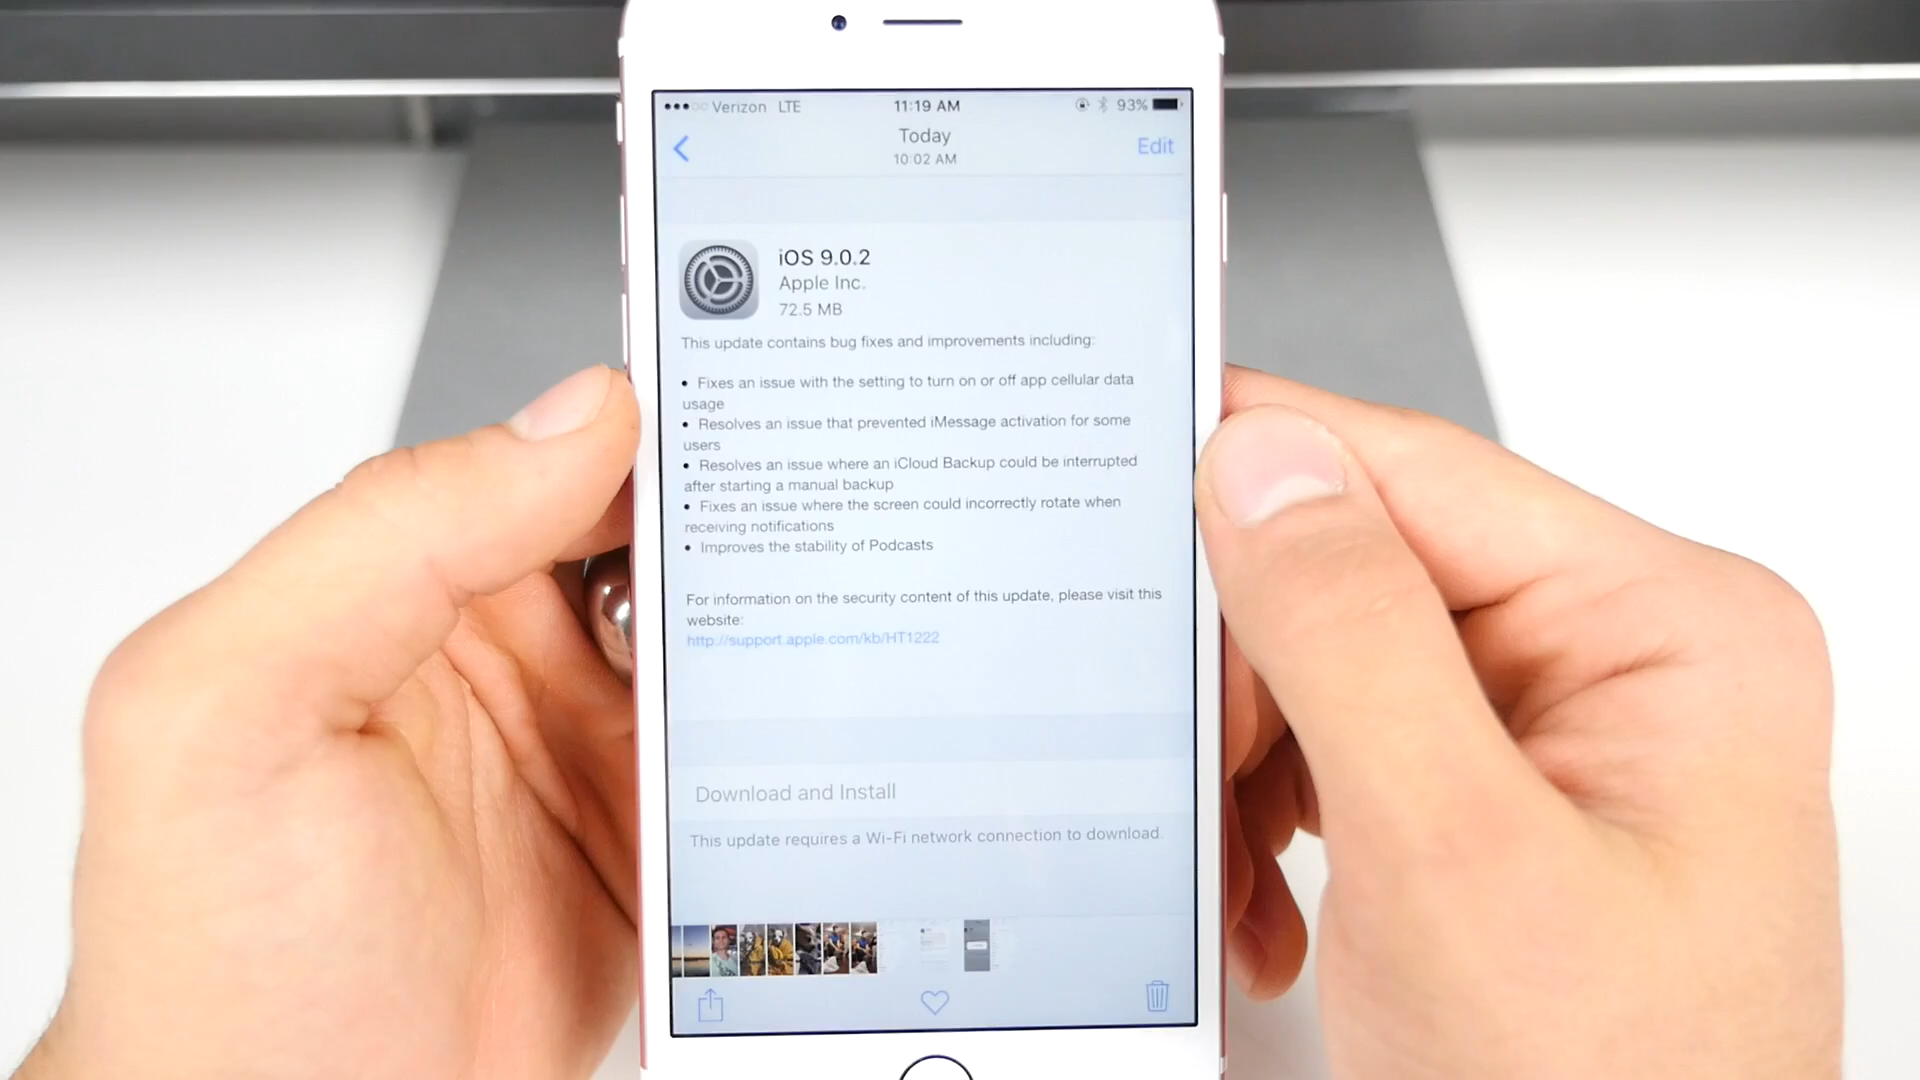 Verizon LTE 11:19 AM 93%
Today
10:02 AM
Edit
iOS 9.0.2
Apple Inc.
72.5 MB
This update contains bug fixes and improvements including:
• Fixes an issue with the setting to turn on or off app cellular data
usage
• Resolves an issue that prevented iMessage activation for some
users
• Resolves an issue where an iCloud Backup could be interrupted
after starting a manual backup
• Fixes an issue where the screen could incorrectly rotate when
receiving notifications
• Improves the stability of Podcasts
For information on the security content of this update, please visit this
website:
http://support.apple.com/kb/HT1222
Download and Install
This update requires a Wi-Fi network connection to download.